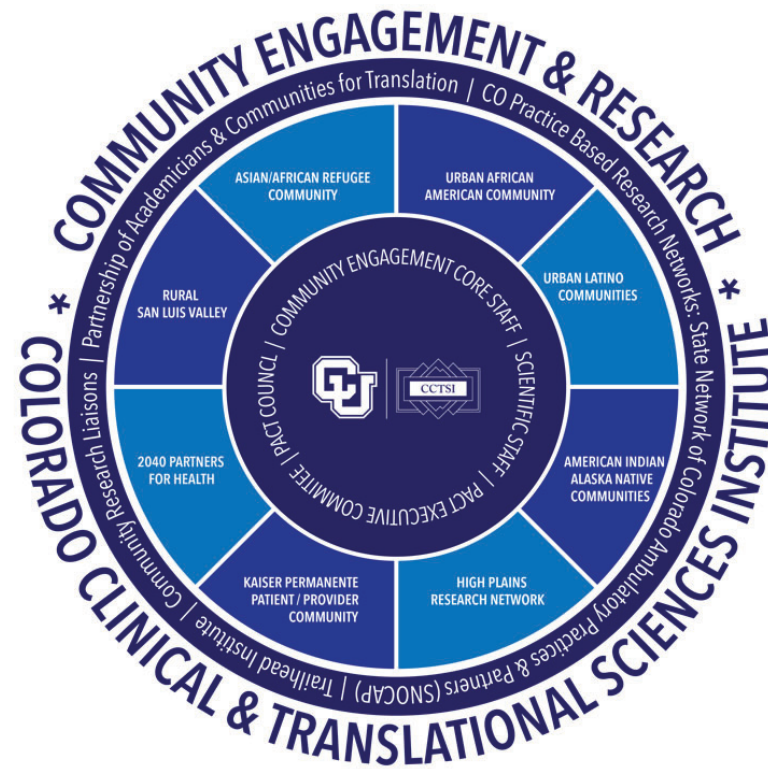 COMMUNITY ENGAGEMENT & RESEARCH
* COLORADO CLINICAL & TRANSLATIONAL SCIENCES INSTITUTE *
Partnership of Academicians & Communities for Translation | CO Practice Based Research Networks: State Network of Colorado Ambulatory Practices & Partners (SNOCAP) | Trailhead Institute | Community Research Liaisons |
ASIAN/AFRICAN REFUGEE
COMMUNITY
URBAN AFRICAN
AMERICAN COMMUNITY
URBAN LATINO
COMMUNITIES
AMERICAN INDIAN
ALASKA NATIVE
COMMUNITIES
HIGH PLAINS
RESEARCH NETWORK
KAISER PERMANENTE
PATIENT / PROVIDER
COMMUNITY
2040 PARTNERS
FOR HEALTH
RURAL
SAN LUIS VALLEY
COMMUNITY ENGAGEMENT CORE STAFF | SCIENTIFIC STAFF | PACT EXECUTIVE COMMITEE | PACT COUNCL |
CU
CCTSI